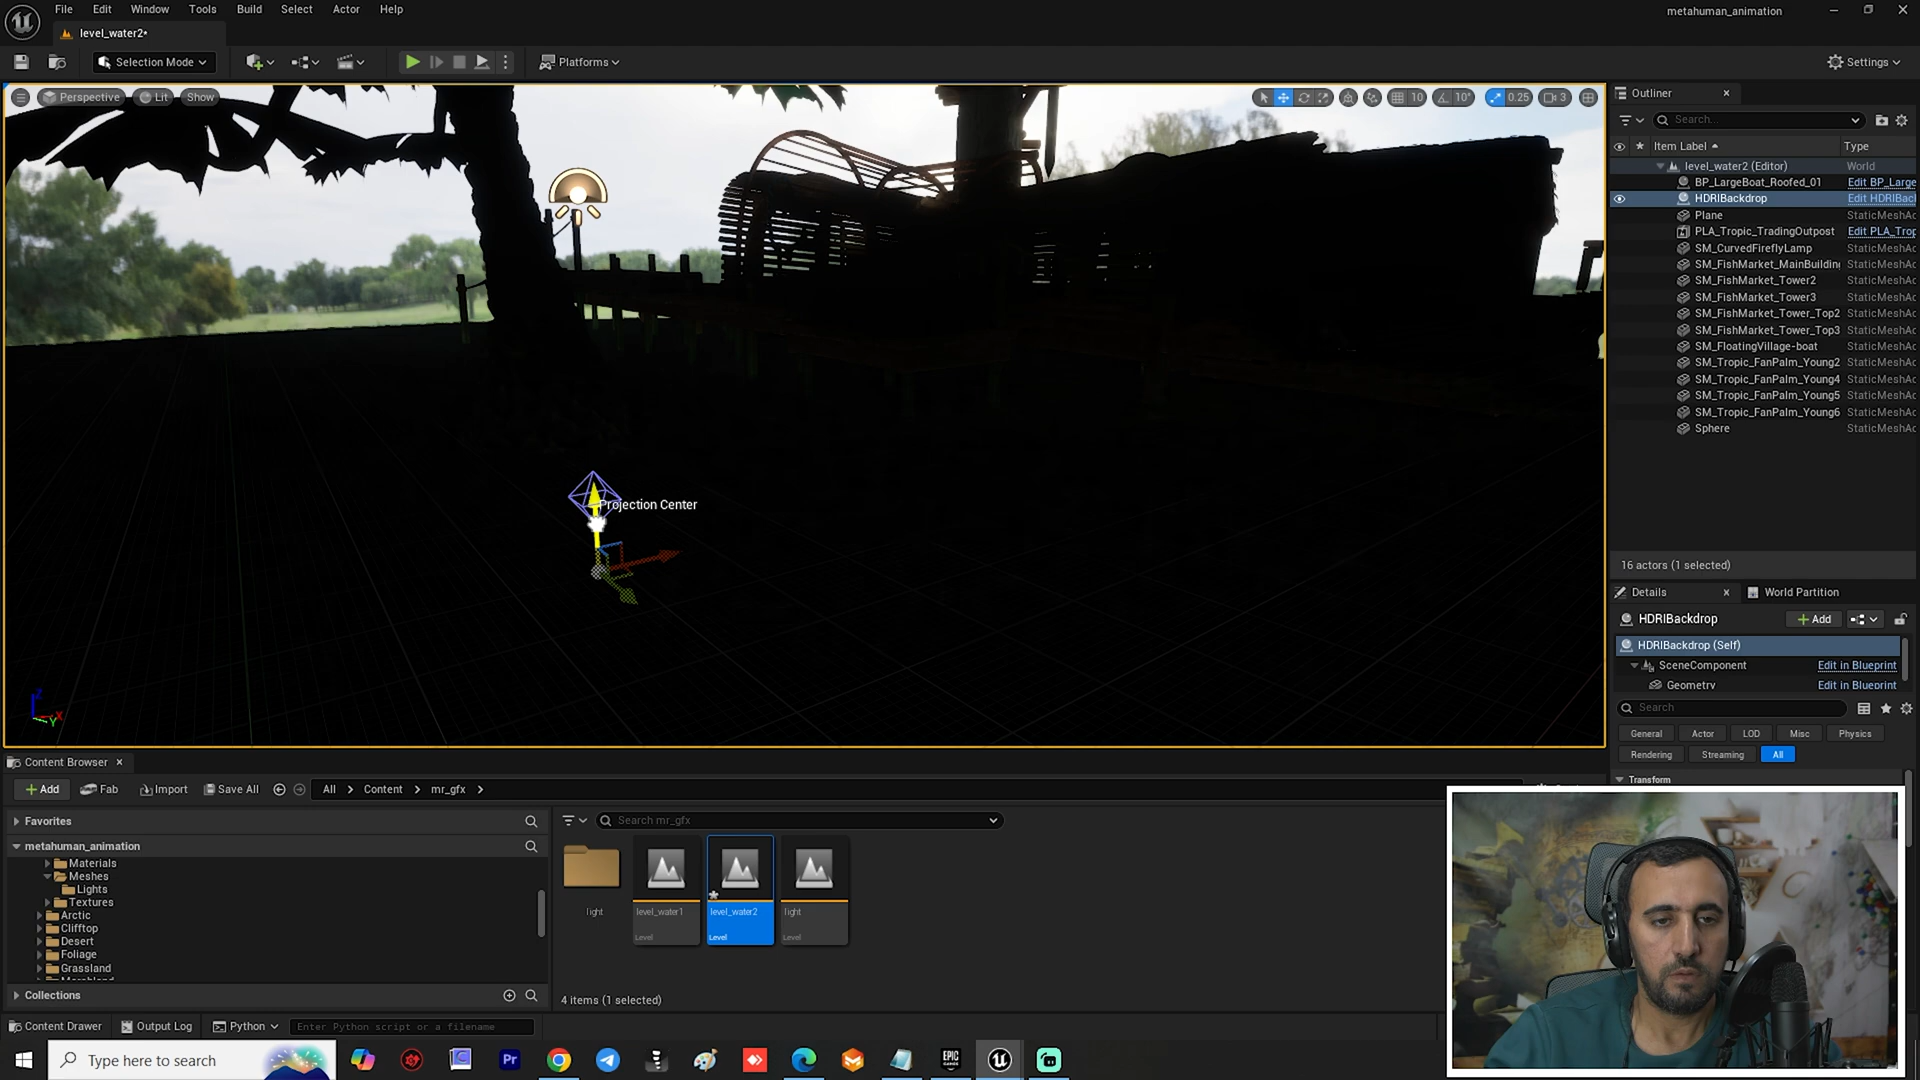 File Edit Window Tools Build Select Actor Help
metahuman_animation
level_water2•
Selection Mode
Platforms
Settings
Perspective Lit Show
10 10° 0.25 3
Projection Center
Z X Y
Outliner
Search...
Item Label Type
level_water2 (Editor) World
BP_LargeBoat_Roofed_01 Edit BP_Large
HDRIBackdrop Edit HDRIBacl
Plane StaticMeshAc
PLA_Tropic_TradingOutpost Edit PLA_Trop
SM_CurvedFireflyLamp StaticMeshAc
SM_FishMarket_MainBuilding StaticMeshAc
SM_FishMarket_Tower2 StaticMeshAc
SM_FishMarket_Tower3 StaticMeshAc
SM_FishMarket_Tower_Top2 StaticMeshAc
SM_FishMarket_Tower_Top3 StaticMeshAc
SM_FloatingVillage-boat StaticMeshAc
SM_Tropic_FanPalm_Young2 StaticMeshAc
SM_Tropic_FanPalm_Young4 StaticMeshAc
SM_Tropic_FanPalm_Young5 StaticMeshAc
SM_Tropic_FanPalm_Young6 StaticMeshAc
Sphere StaticMeshAc
16 actors (1 selected)
Details World Partition
HDRIBackdrop Add
HDRIBackdrop (Self)
SceneComponent Edit in Blueprint
Geometry Edit in Blueprint
Search
General Actor LOD Misc Physics
Rendering Streaming All
Transform
Content Browser
Add Fab Import Save All All Content mr_gfx
Favorites
metahuman_animation
Materials
Meshes
Lights
Textures
Arctic
Clifftop
Desert
Foliage
Grassland
Collections
Search mr_gfx
light
level_water1
Level
level_water2
Level
light
Level
4 items (1 selected)
Content Drawer Output Log Python Enter Python script or a filename
Type here to search
Pr
EPIC